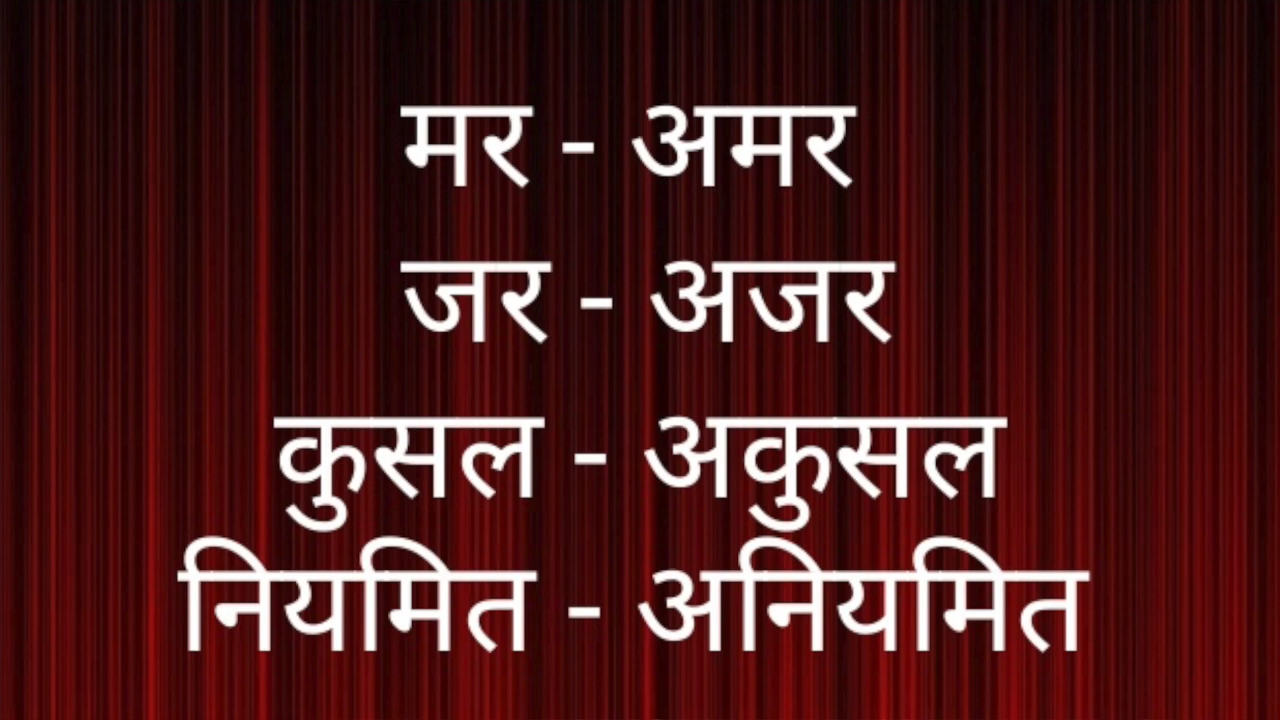 मर - अमर
जर - अजर
कुसल - अकुसल
नियमित - अनियमित